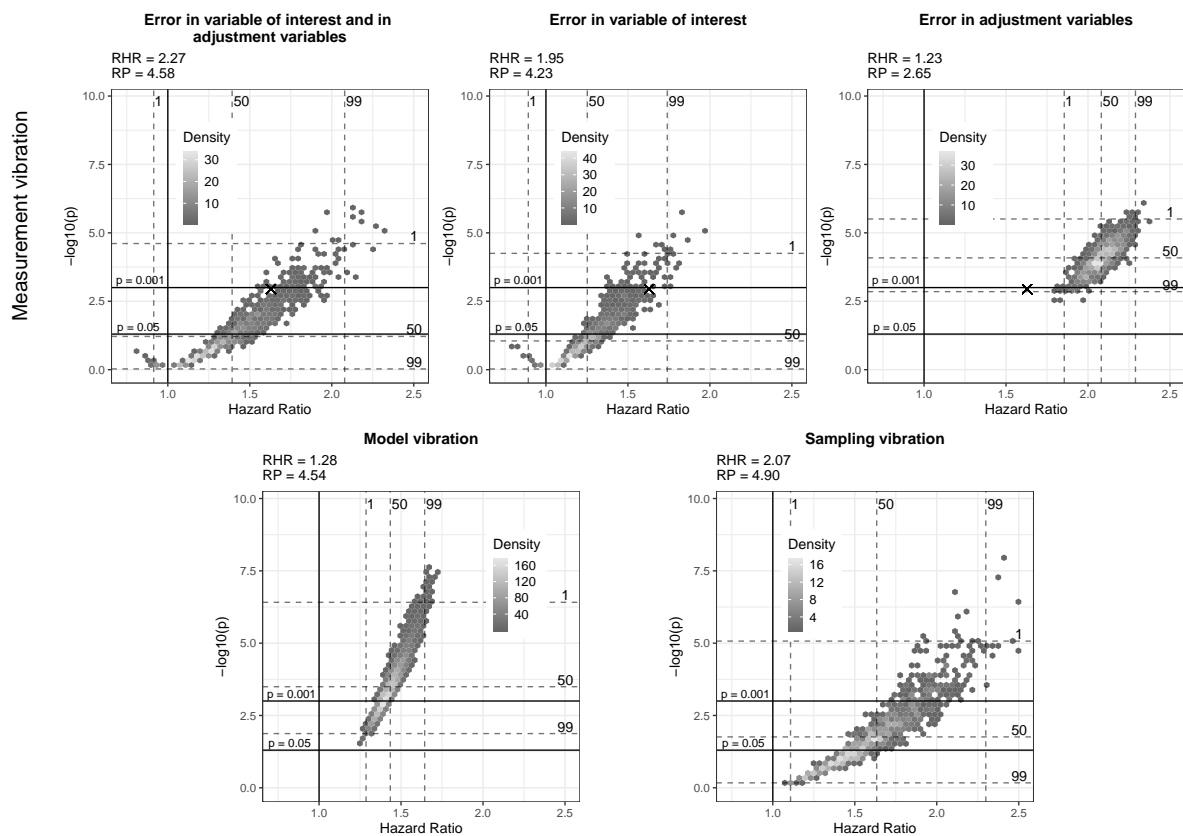 Error in variable of interest and in
adjustment variables
RHR = 2.27
RP = 4.58
Error in variable of interest
RHR = 1.95
RP = 4.23
Error in adjustment variables
RHR = 1.23
RP = 2.65
Measurement vibration
10.0
7.5
5.0
2.5
0.0
−log10(p)
1
50
99
Density
30
20
10
1
50
99
p = 0.001
p = 0.05
1.0
1.5
2.0
2.5
Hazard Ratio
10.0
7.5
5.0
2.5
0.0
−log10(p)
1
50
99
Density
40
30
20
10
1
50
99
p = 0.001
p = 0.05
1.0
1.5
2.0
2.5
Hazard Ratio
10.0
7.5
5.0
2.5
0.0
−log10(p)
1
50
99
Density
30
20
10
1
50
99
p = 0.001
p = 0.05
1.0
1.5
2.0
2.5
Hazard Ratio
Model vibration
RHR = 1.28
RP = 4.54
10.0
7.5
5.0
2.5
0.0
−log10(p)
1
50
99
Density
160
120
80
40
1
50
99
p = 0.001
p = 0.05
1.0
1.5
2.0
2.5
Hazard Ratio
Sampling vibration
RHR = 2.07
RP = 4.90
10.0
7.5
5.0
2.5
0.0
−log10(p)
1
50
99
Density
16
12
8
4
1
50
99
p = 0.001
p = 0.05
1.0
1.5
2.0
2.5
Hazard Ratio